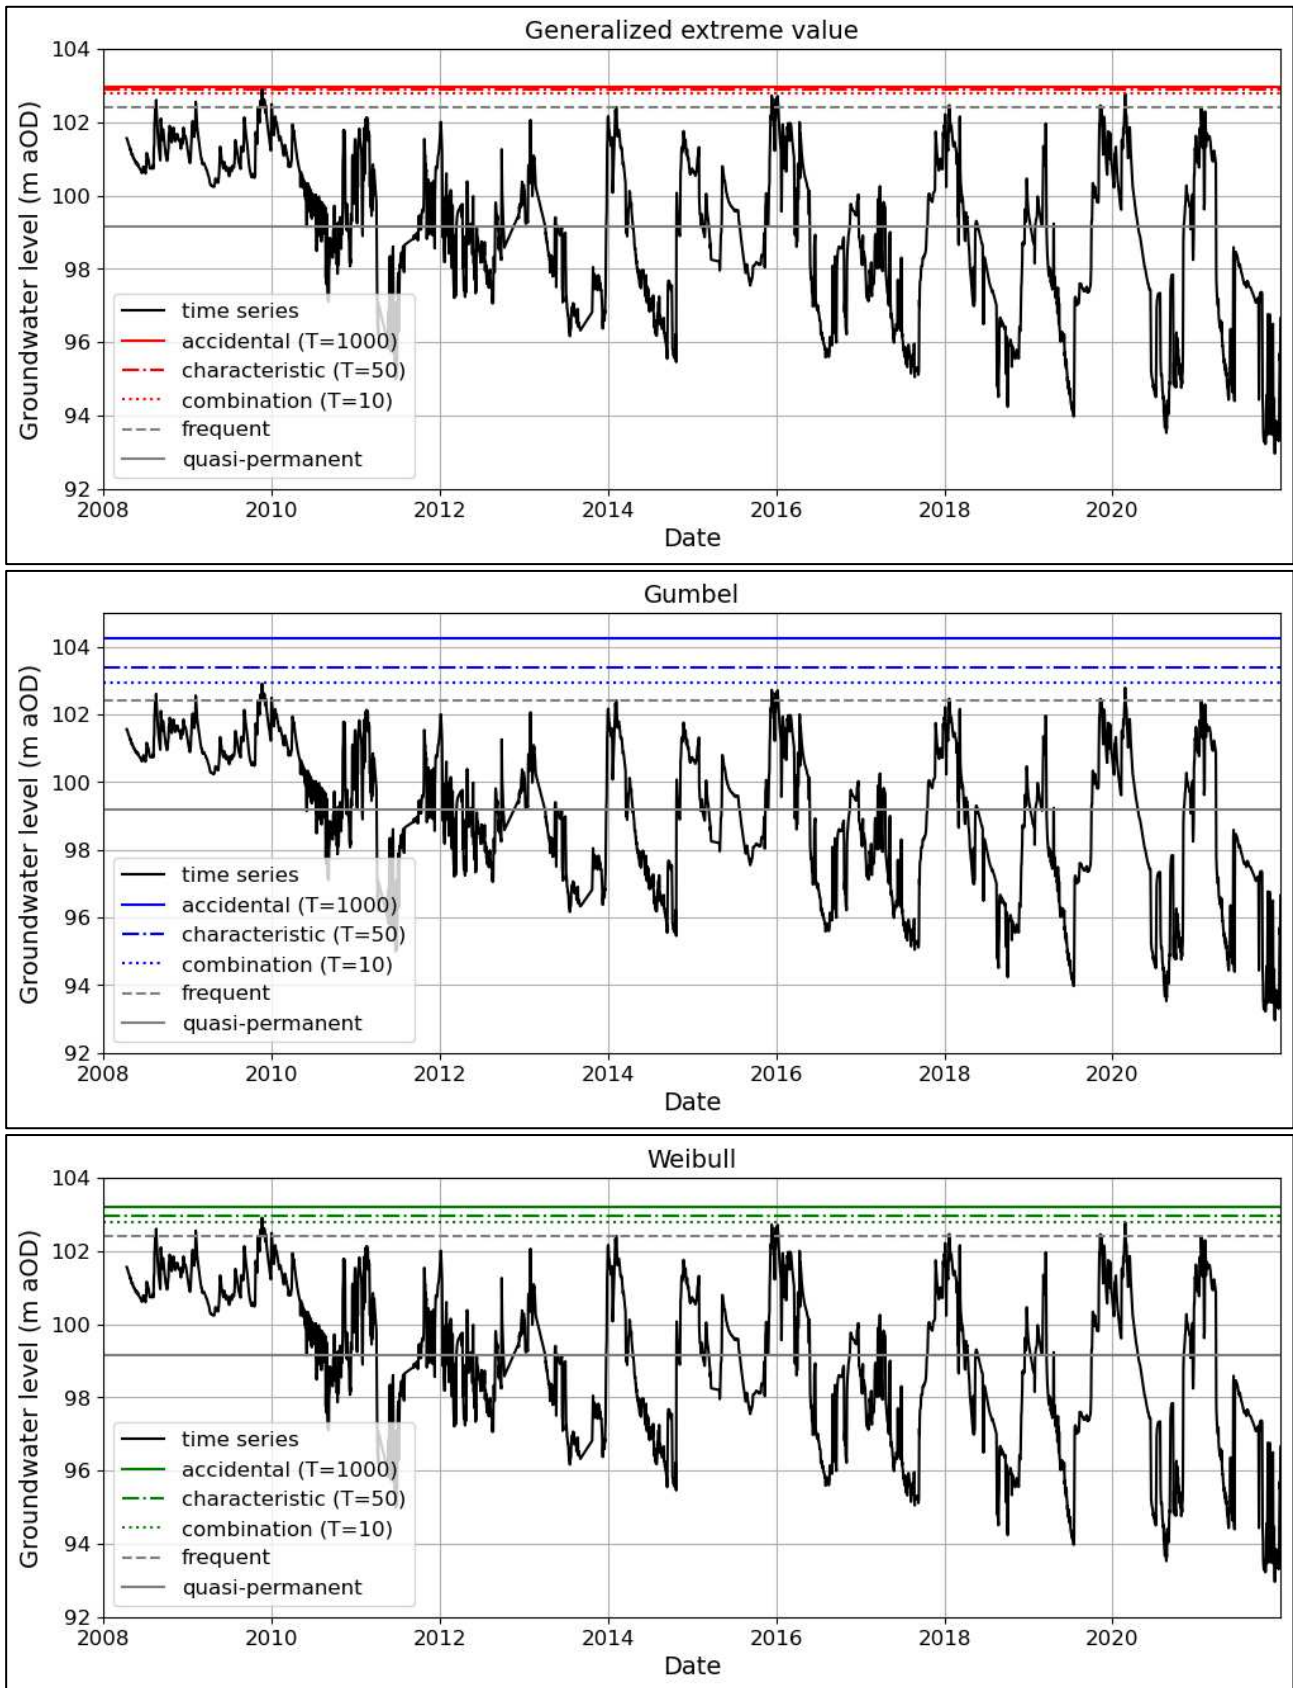 Generalized extreme value
104
102
100
98
96
94
92
Groundwater level (m aOD)
time series
accidental (T=1000)
characteristic (T=50)
combination (T=10)
frequent
quasi-permanent
2008 2010 2012 2014 2016 2018 2020
Date
Gumbel
104
102
100
98
96
94
92
Groundwater level (m aOD)
time series
accidental (T=1000)
characteristic (T=50)
combination (T=10)
frequent
quasi-permanent
2008 2010 2012 2014 2016 2018 2020
Date
Weibull
104
102
100
98
96
94
92
Groundwater level (m aOD)
time series
accidental (T=1000)
characteristic (T=50)
combination (T=10)
frequent
quasi-permanent
2008 2010 2012 2014 2016 2018 2020
Date